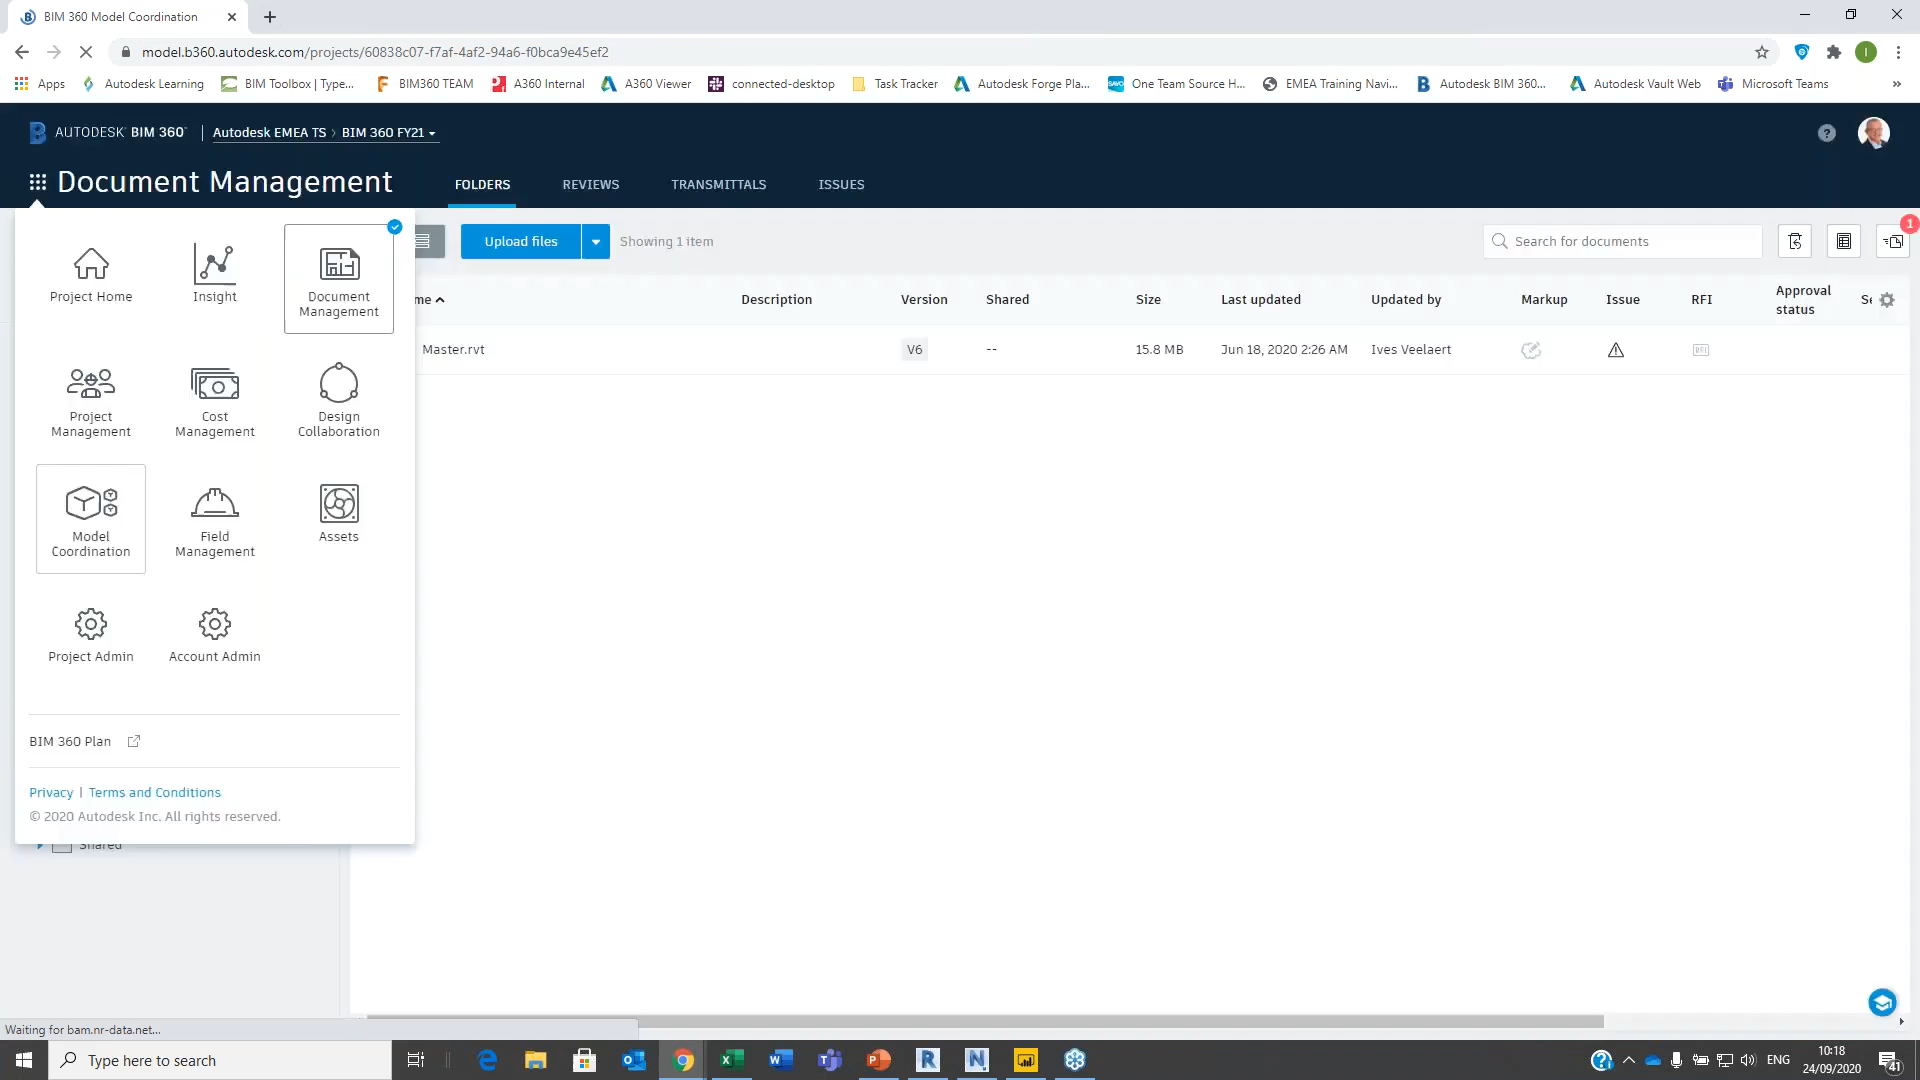 BIM 360 Model Coordination
model.b360.autodesk.com/projects/60838c07-f7af-4af2-94a6-f0bca9e45ef2
I
Apps Autodesk Learning BIM Toolbox | Type... BIM360 TEAM A360 Internal A360 Viewer connected-desktop Task Tracker Autodesk Forge Pla... One Team Source H... EMEA Training Navi... Autodesk BIM 360... Autodesk Vault Web Microsoft Teams »
AUTODESK BIM 360 Autodesk EMEA TS > BIM 360 FY21
Document Management FOLDERS REVIEWS TRANSMITTALS ISSUES
Upload files Showing 1 item Search for documents 1
me Description Version Shared Size Last updated Updated by Markup Issue RFI Approval status Se
Master.rvt V6 -- 15.8 MB Jun 18, 2020 2:26 AM Ives Veelaert RFI
Project Home Insight Document Management
Project Management Cost Management Design Collaboration
Model Coordination Field Management Assets
Project Admin Account Admin
BIM 360 Plan
Privacy | Terms and Conditions
© 2020 Autodesk Inc. All rights reserved.
Shared
Waiting for bam.nr-data.net...
Type here to search ENG 10:18 24/09/2020 41